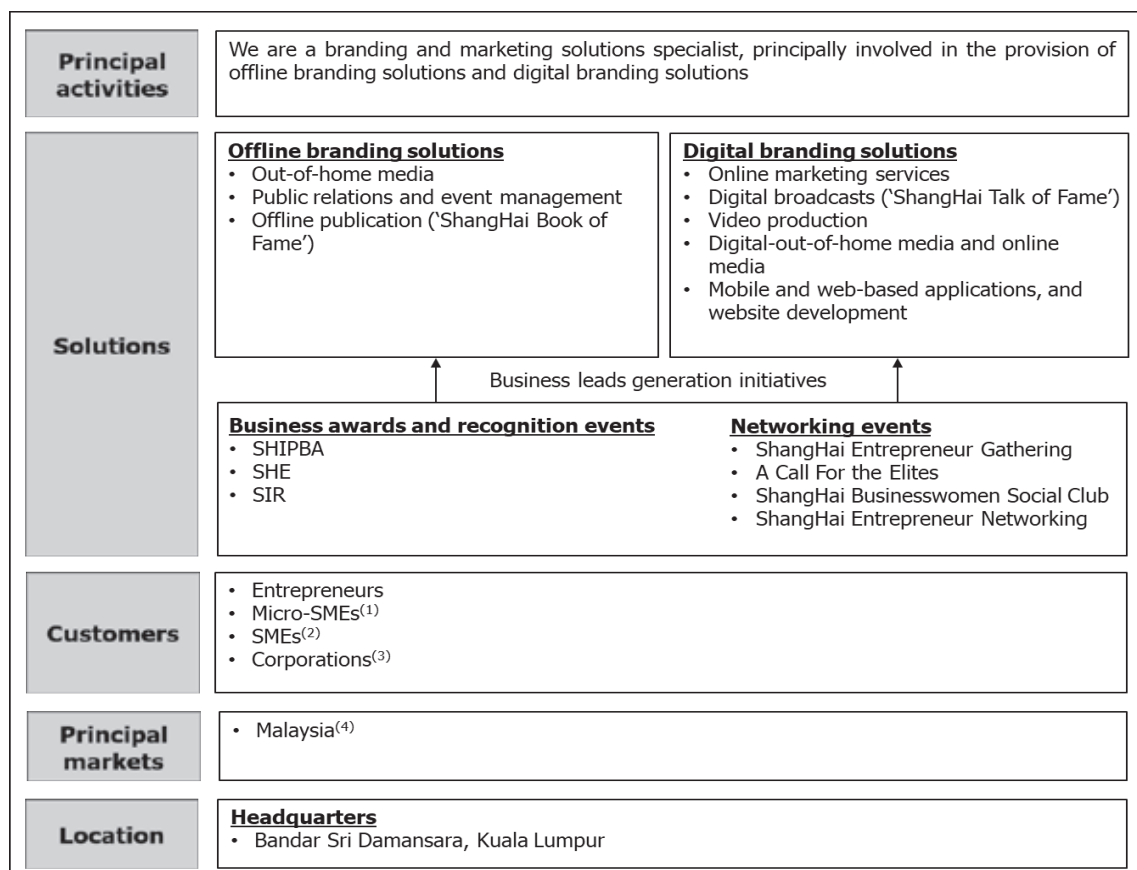 Principal
activities
We are a branding and marketing solutions specialist, principally involved in the provision of
offline branding solutions and digital branding solutions
Solutions
Offline branding solutions
• Out-of-home media
• Public relations and event management
• Offline publication (‘ShangHai Book of
Fame’)
Digital branding solutions
• Online marketing services
• Digital broadcasts (‘ShangHai Talk of Fame’)
• Video production
• Digital-out-of-home media and online
media
• Mobile and web-based applications, and
website development
Business leads generation initiatives
Business awards and recognition events
• SHIPBA
• SHE
• SIR
Networking events
• ShangHai Entrepreneur Gathering
• A Call For the Elites
• ShangHai Businesswomen Social Club
• ShangHai Entrepreneur Networking
Customers
• Entrepreneurs
• Micro-SMEs(1)
• SMEs(2)
• Corporations(3)
Principal
markets
• Malaysia(4)
Location
Headquarters
• Bandar Sri Damansara, Kuala Lumpur